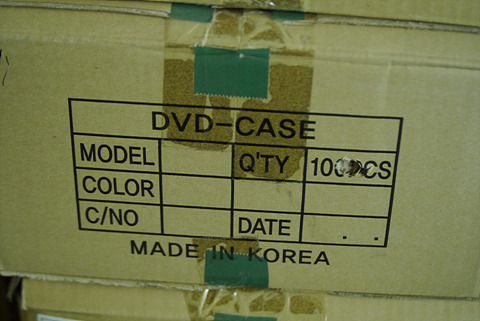 DVD-CASE
MODEL Q'TY
COLOR
C/NO DATE . .
MADE IN KOREA